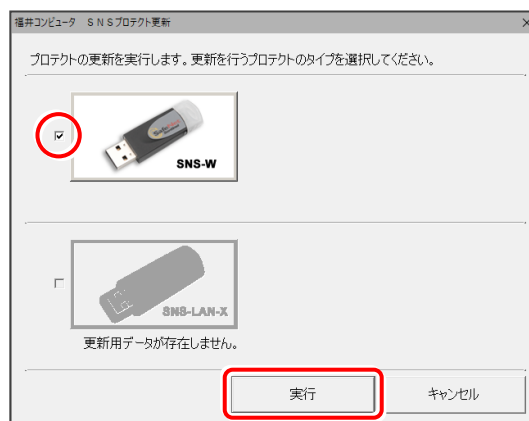 福井コンピュータ ＳＮＳプロテクト更新
プロテクトの更新を実行します。更新を行うプロテクトのタイプを選択してください。
SNS-W
SNS-LAN-X
更新用データが存在しません。
実行
キャンセル